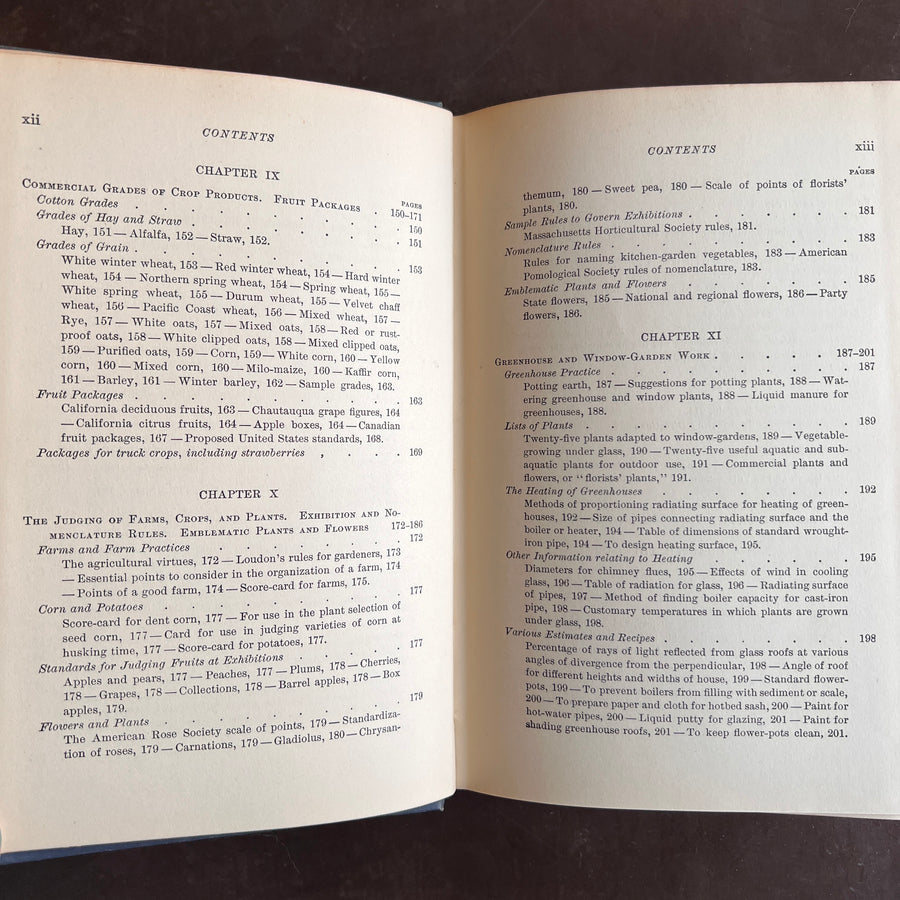 xii
CONTENTS
CHAPTER IX
PAGES
Commercial Grades of Crop Products. Fruit Packages . 150–171
Cotton Grades . . . . . . . . . 150
Grades of Hay and Straw . . . . . . . . 151
Hay, 151 — Alfalfa, 152 — Straw, 152.
Grades of Grain . . . . . . . . . 153
White winter wheat, 153 — Red winter wheat, 154 — Hard winter
wheat, 154 — Northern spring wheat, 154 — Spring wheat, 155 —
White spring wheat, 155 — Durum wheat, 155 — Velvet chaff
wheat, 156 — Pacific Coast wheat, 156 — Mixed wheat, 157 —
Rye, 157 — White oats, 157 — Mixed oats, 158 — Red or rust-
proof oats, 158 — White clipped oats, 158 — Mixed clipped oats,
159 — Purified oats, 159 — Corn, 159 — White corn, 160 — Yellow
corn, 160 — Mixed corn, 160 — Milo-maize, 160 — Kaffir corn,
161 — Barley, 161 — Winter barley, 162 — Sample grades, 163.
Fruit Packages . . . . . . . . . 163
California deciduous fruits, 163 — Chautauqua grape figures, 164
— California citrus fruits, 164 — Apple boxes, 164 — Canadian
fruit packages, 167 — Proposed United States standards, 168.
Packages for truck crops, including strawberries , . . . 169
CHAPTER X
The Judging of Farms, Crops, and Plants. Exhibition and No-
menclature Rules. Emblematic Plants and Flowers 172–186
Farms and Farm Practices . . . . . . . 172
The agricultural virtues, 172 — Loudon's rules for gardeners, 173
— Essential points to consider in the organization of a farm, 174
— Points of a good farm, 174 — Score-card for farms, 175.
Corn and Potatoes . . . . . . . . 177
Score-card for dent corn, 177 — For use in the plant selection of
seed corn, 177 — Card for use in judging varieties of corn at
husking time, 177 — Score-card for potatoes, 177.
Standards for Judging Fruits at Exhibitions . . . . 177
Apples and pears, 177 — Peaches, 177 — Plums, 178 — Cherries,
178 — Grapes, 178 — Collections, 178 — Barrel apples, 178 — Box
apples, 179.
Flowers and Plants . . . . . . . . 179
The American Rose Society scale of points, 179 — Standardiza-
tion of roses, 179 — Carnations, 179 — Gladiolus, 180 — Chrysan-
CONTENTS
xiii
PAGES
themum, 180 — Sweet pea, 180 — Scale of points of florists'
plants, 180.
Sample Rules to Govern Exhibitions . . . . . . 181
Massachusetts Horticultural Society rules, 181.
Nomenclature Rules . . . . . . . . 183
Rules for naming kitchen-garden vegetables, 183 — American
Pomological Society rules of nomenclature, 183.
Emblematic Plants and Flowers . . . . . . 185
State flowers, 185 — National and regional flowers, 186 — Party
flowers, 186.
CHAPTER XI
Greenhouse and Window-Garden Work . . . . . 187–201
Greenhouse Practice . . . . . . . . 187
Potting earth, 187 — Suggestions for potting plants, 188 — Wat-
ering greenhouse and window plants, 188 — Liquid manure for
greenhouses, 188.
Lists of Plants . . . . . . . . . 189
Twenty-five plants adapted to window-gardens, 189 — Vegetable-
growing under glass, 190 — Twenty-five useful aquatic and sub-
aquatic plants for outdoor use, 191 — Commercial plants and
flowers, or "florists' plants," 191.
The Heating of Greenhouses . . . . . . . 192
Methods of proportioning radiating surface for heating of green-
houses, 192 — Size of pipes connecting radiating surface and the
boiler or heater, 194 — Table of dimensions of standard wrought-
iron pipe, 194 — To design heating surface, 195.
Other Information relating to Heating . . . . . 195
Diameters for chimney flues, 195 — Effects of wind in cooling
glass, 196 — Table of radiation for glass, 196 — Radiating surface
of pipes, 197 — Method of finding boiler capacity for cast-iron
pipe, 198 — Customary temperatures in which plants are grown
under glass, 198.
Various Estimates and Recipes . . . . . . . 198
Percentage of rays of light reflected from glass roofs at various
angles of divergence from the perpendicular, 198 — Angle of roof
for different heights and widths of house, 199 — Standard flower-
pots, 199 — To prevent boilers from filling with sediment or scale,
200 — To prepare paper and cloth for hotbed sash, 200 — Paint for
hot-water pipes, 200 — Liquid putty for glazing, 201 — Paint for
shading greenhouse roofs, 201 — To keep flower-pots clean, 201.